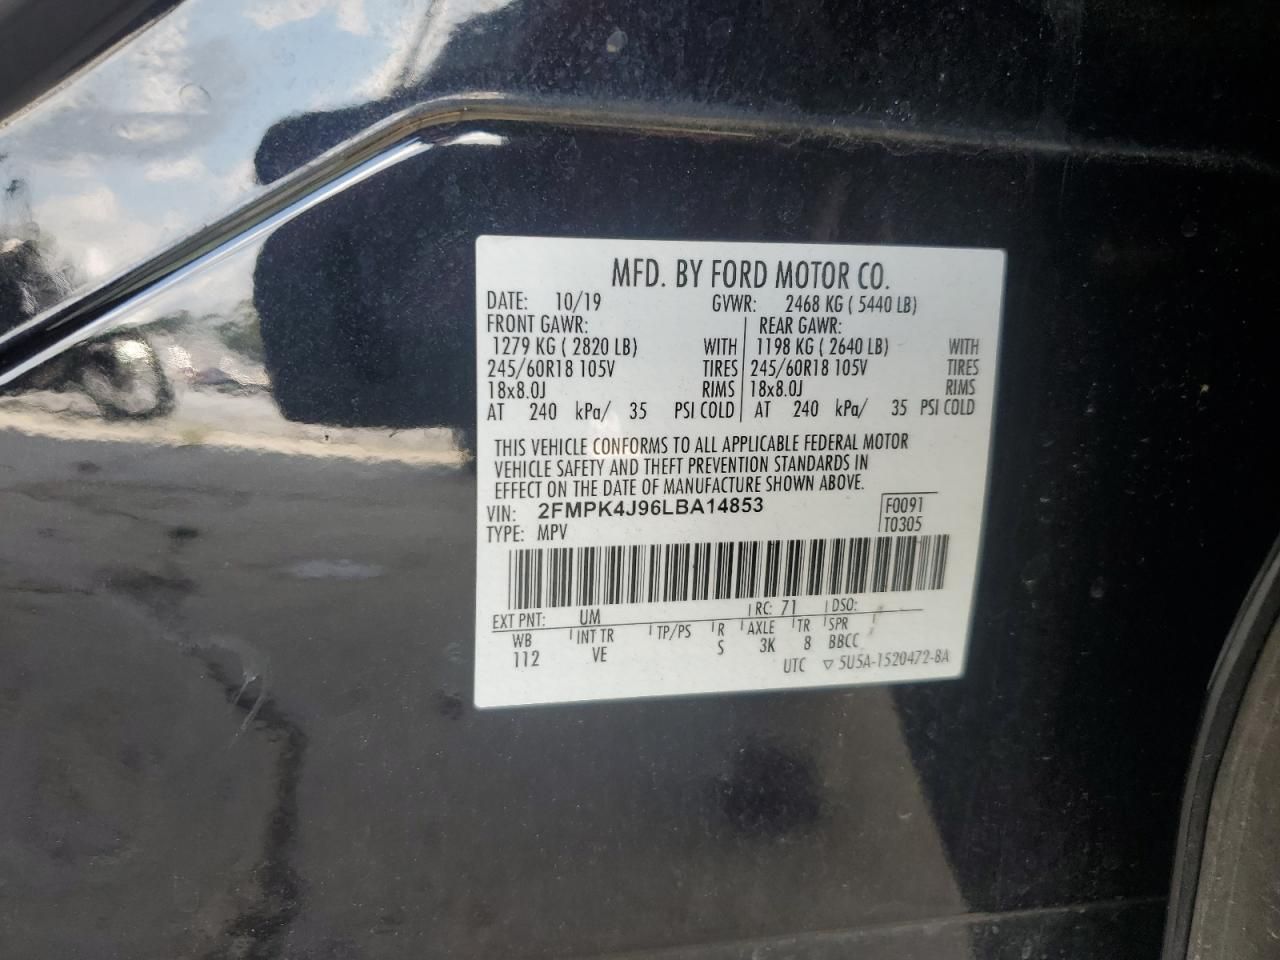 MFD. BY FORD MOTOR CO.
DATE: 10/19 GVWR: 2468 KG ( 5440 LB)
FRONT GAWR: REAR GAWR:
1279 KG ( 2820 LB) WITH 1198 KG ( 2640 LB) WITH
245/60R18 105V TIRES 245/60R18 105V TIRES
18x8.0J RIMS 18x8.0J RIMS
AT 240 kPa/ 35 PSI COLD AT 240 kPa/ 35 PSI COLD
THIS VEHICLE CONFORMS TO ALL APPLICABLE FEDERAL MOTOR
VEHICLE SAFETY AND THEFT PREVENTION STANDARDS IN
EFFECT ON THE DATE OF MANUFACTURE SHOWN ABOVE.
VIN: 2FMPK4J96LBA14853 F0091
TYPE: MPV T0305
EXT PNT: UM RC: 71 DSO:
WB INT TR TP/PS R AXLE TR SPR
112 VE S 3K 8 BBCC
UTC ▽ 5U5A-1520472-BA